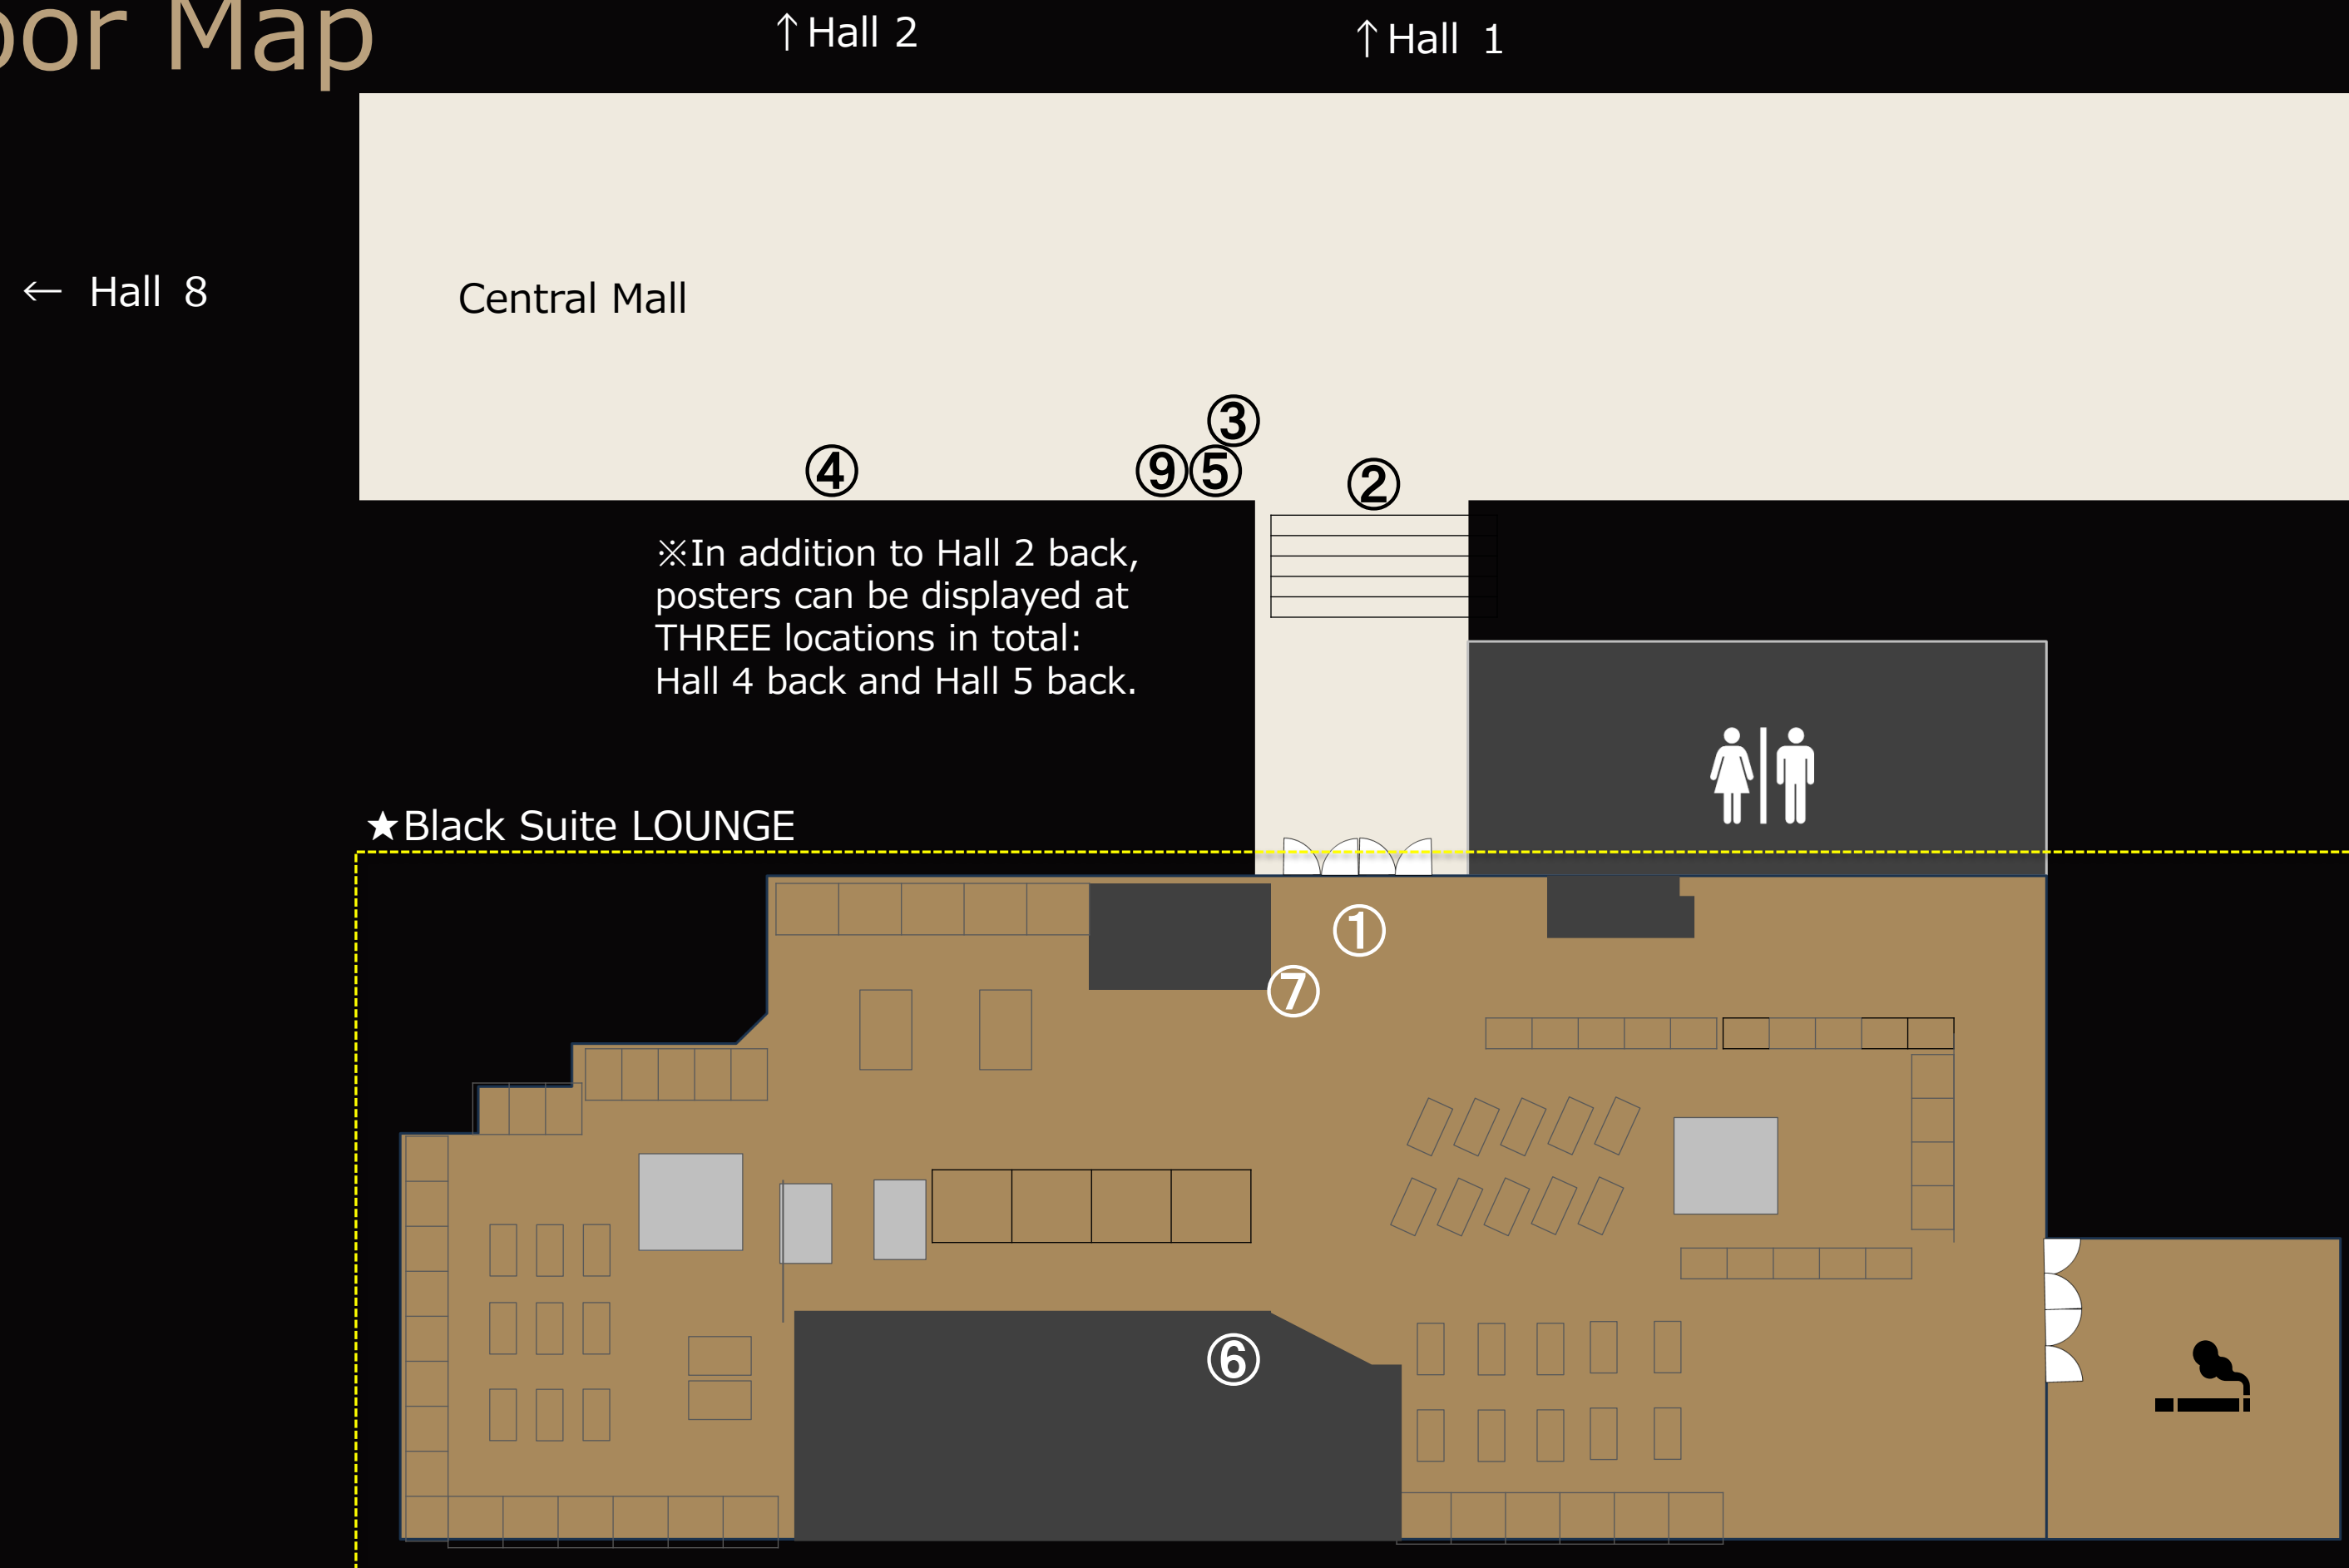 oor Map
↑Hall 2
↑Hall 1
← Hall 8
Central Mall
③
④
⑨⑤
②
※In addition to Hall 2 back,
posters can be displayed at
THREE locations in total:
Hall 4 back and Hall 5 back.
★Black Suite LOUNGE
①
⑦
⑥